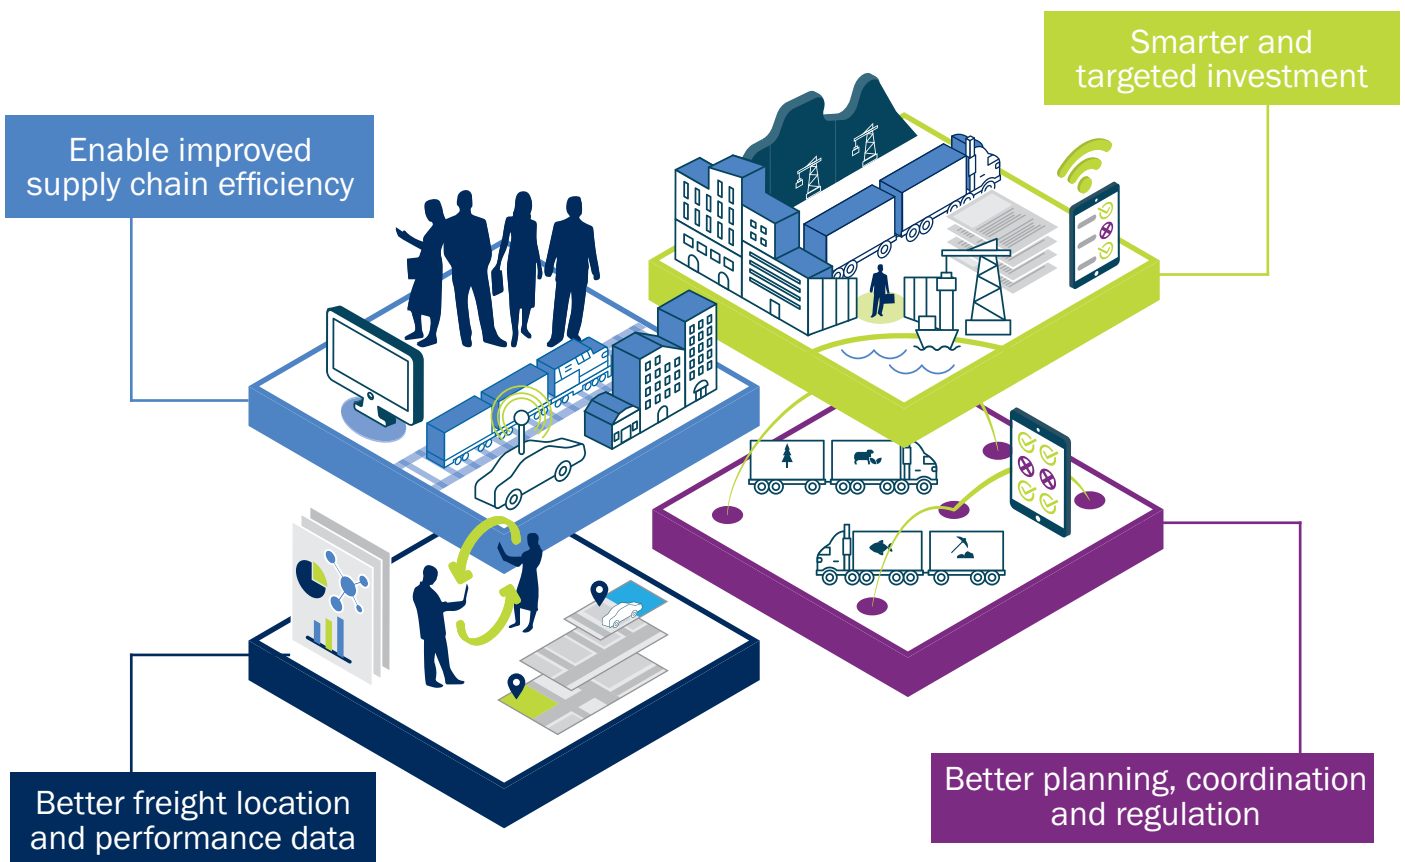 Smarter and
targeted investment
Enable improved
supply chain efficiency
Better planning, coordination
and regulation
Better freight location
and performance data